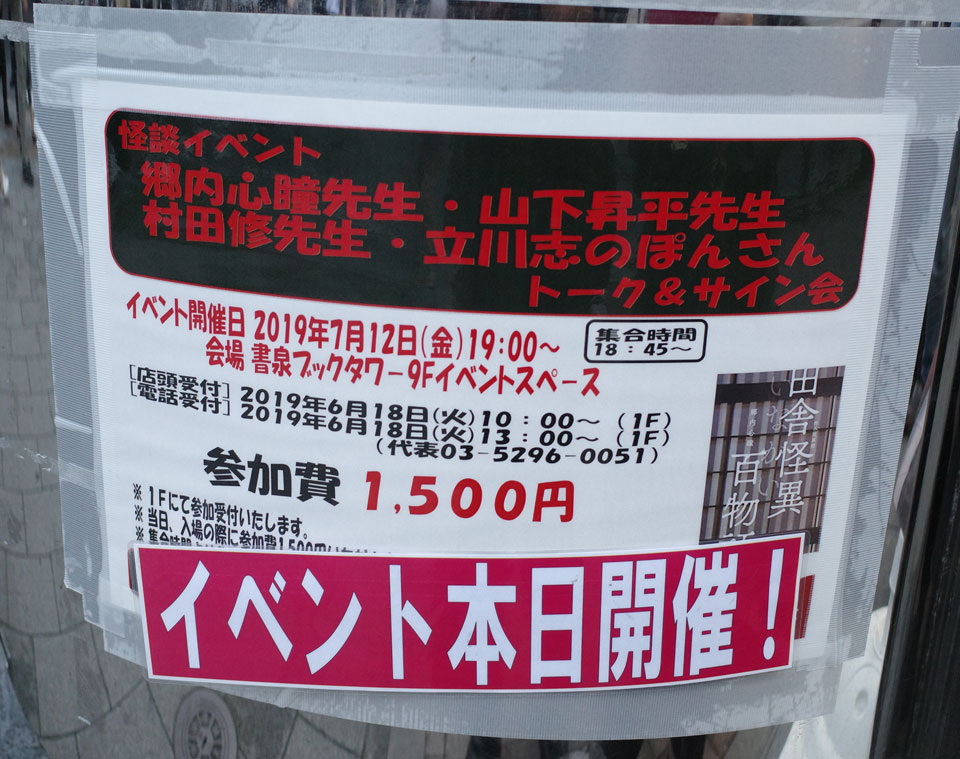 怪談イベント
郷内心瞳先生・山下昇平先生
村田修先生・立川志のぽんさん
トーク&サイン会
イベント開催日 2019年7月12日(金)19:00~
集合時間
18:45~
会場 書泉ブックタワー9Fイベントスペース
[店頭受付] 2019年6月18日(火)10:00~(1F)
[電話受付] 2019年6月18日(火)13:00~(1F)
(代表03-5296-0051)
参加費 1,500円
※1Fにて参加受付いたします。
※当日、入場の際に参加費1,500円
※集合時間
田舎怪異
百物
イベント本日開催!